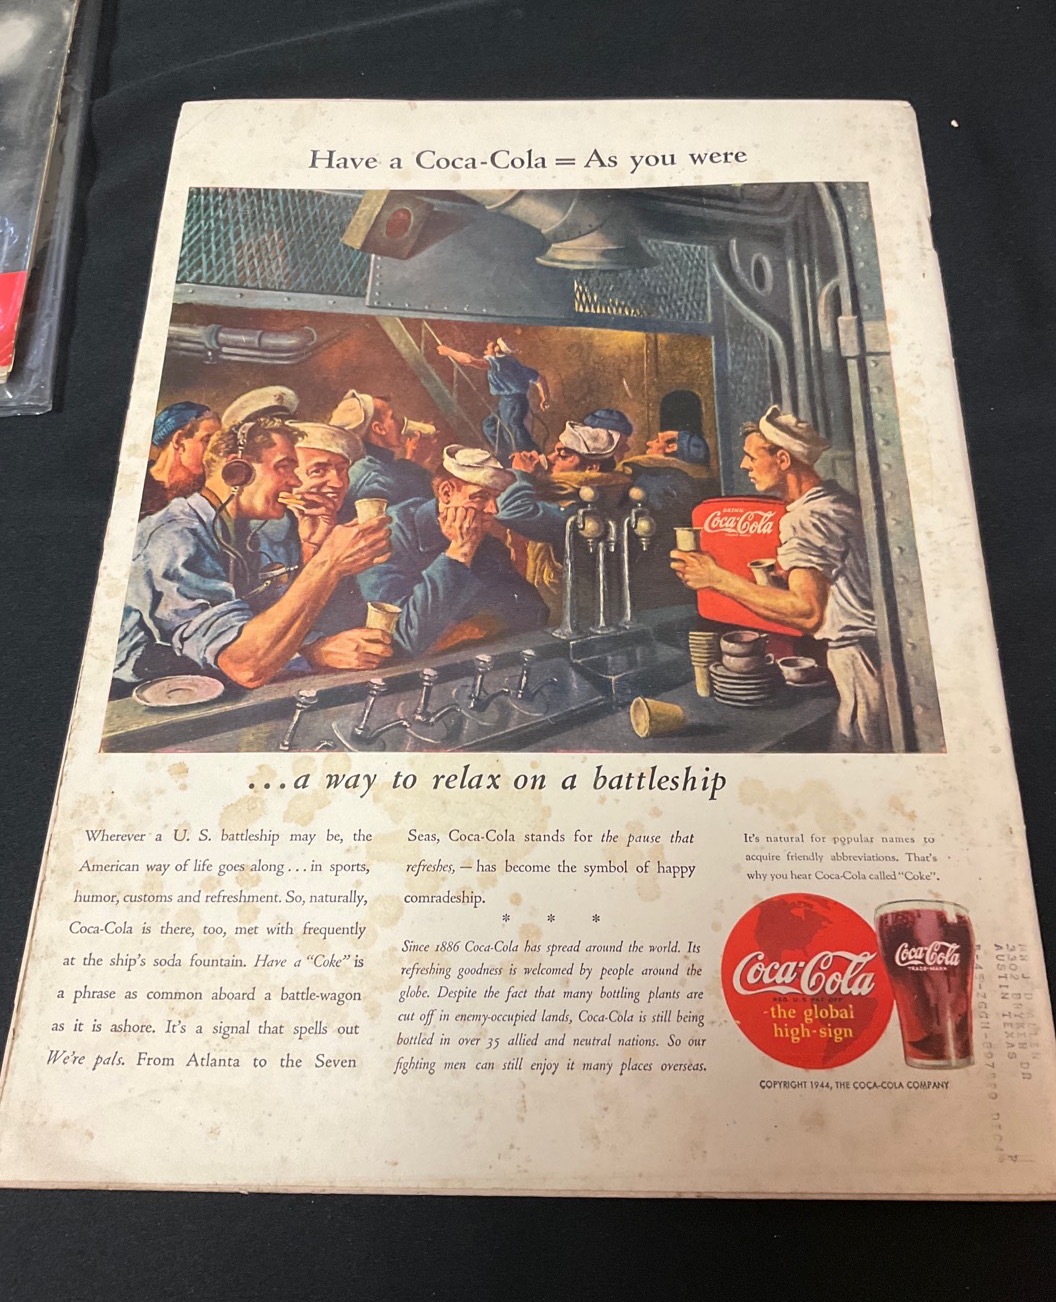 Have a Coca-Cola = As you were
DRINK
Coca-Cola
...a way to relax on a battleship
Wherever a U. S. battleship may be, the
American way of life goes along... in sports,
humor, customs and refreshment. So, naturally,
Coca-Cola is there, too, met with frequently
at the ship's soda fountain. Have a "Coke" is
a phrase as common aboard a battle-wagon
as it is ashore. It's a signal that spells out
We're pals. From Atlanta to the Seven
Seas, Coca-Cola stands for the pause that
refreshes,—has become the symbol of happy
comradeship.
* * *
Since 1886 Coca-Cola has spread around the world. Its
refreshing goodness is welcomed by people around the
globe. Despite the fact that many bottling plants are
cut off in enemy-occupied lands, Coca-Cola is still being
bottled in over 35 allied and neutral nations. So our
fighting men can still enjoy it many places overseas.
It's natural for popular names to
acquire friendly abbreviations. That's
why you hear Coca-Cola called "Coke".
Coca-Cola
REG. U.S. PAT. OFF.
-the global
high-sign
Coca-Cola
TRADE-MARK
COPYRIGHT 1944, THE COCA-COLA COMPANY
AUSTIN TEXAS